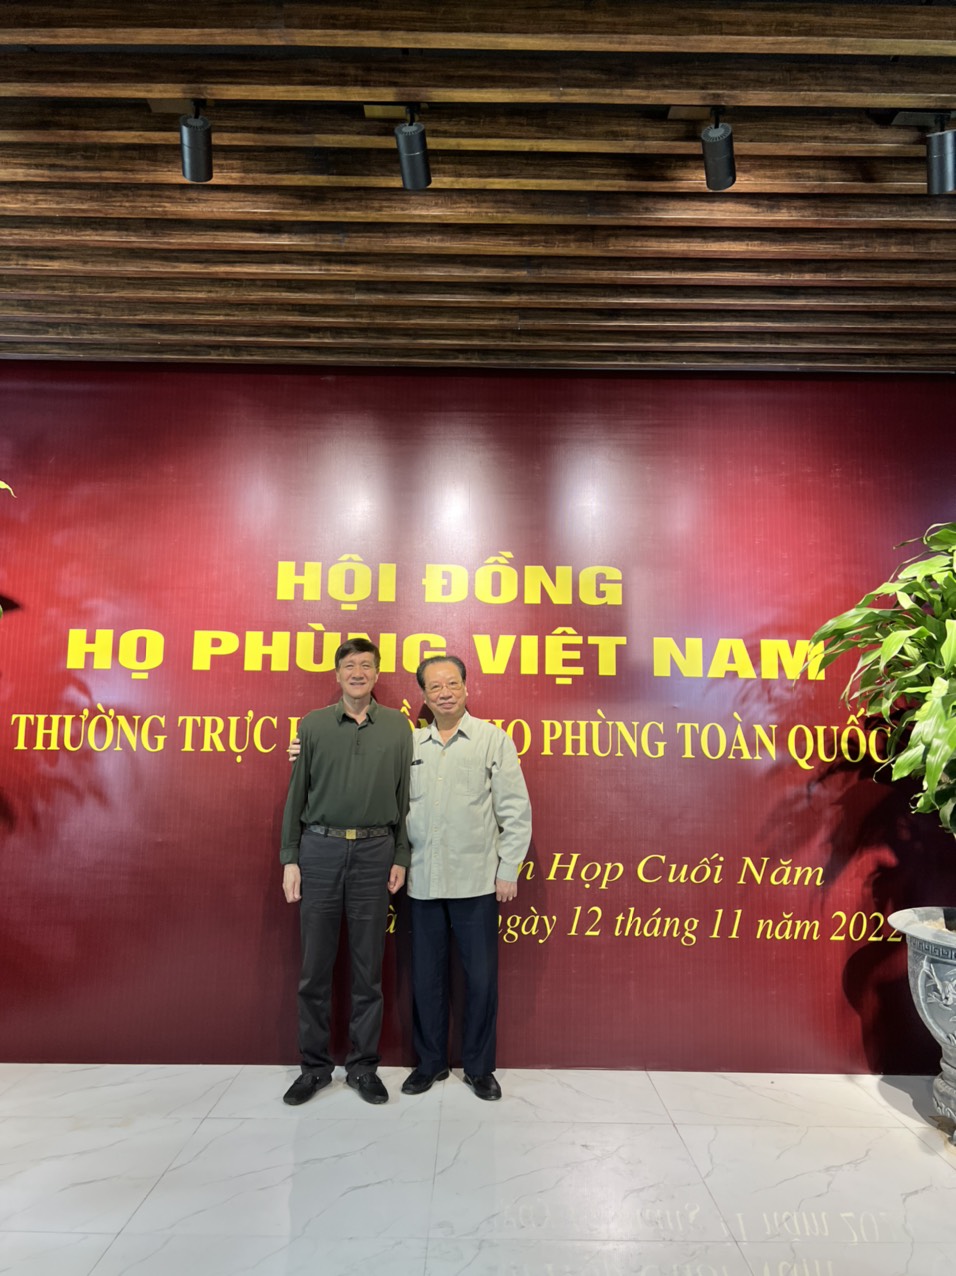 HỘI ĐỒNG
HỌ PHÙNG VIỆT NAM
THƯỜNG TRỰC HỌ PHÙNG TOÀN QUỐC
Họp Cuối Năm
ngày 12 tháng 11 năm 2022